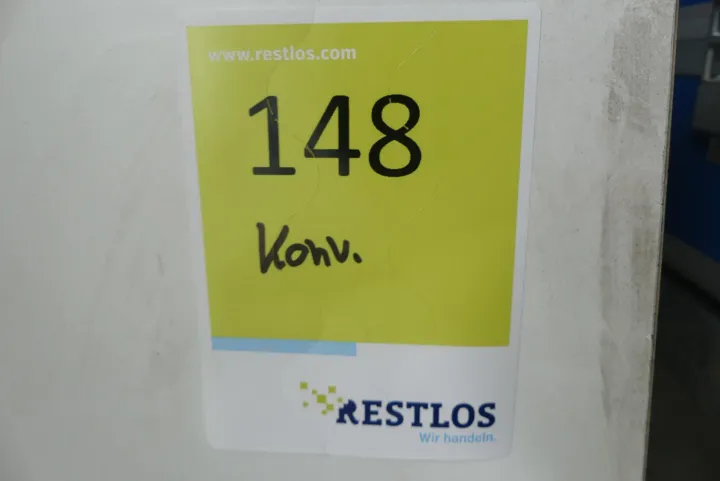 www.restlos.com
148
Konv.
RESTLOS
Wir handeln.